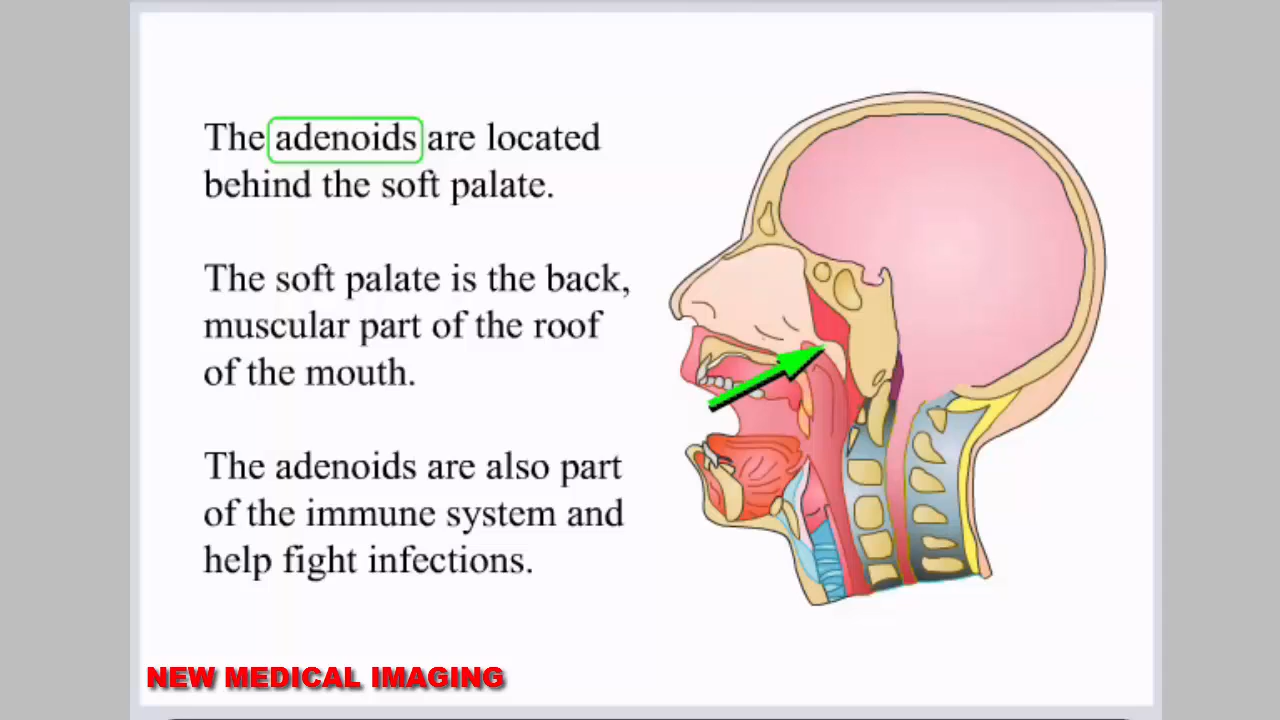 The adenoids are located
behind the soft palate.
The soft palate is the back,
muscular part of the roof
of the mouth.
The adenoids are also part
of the immune system and
help fight infections.
NEW MEDICAL IMAGING